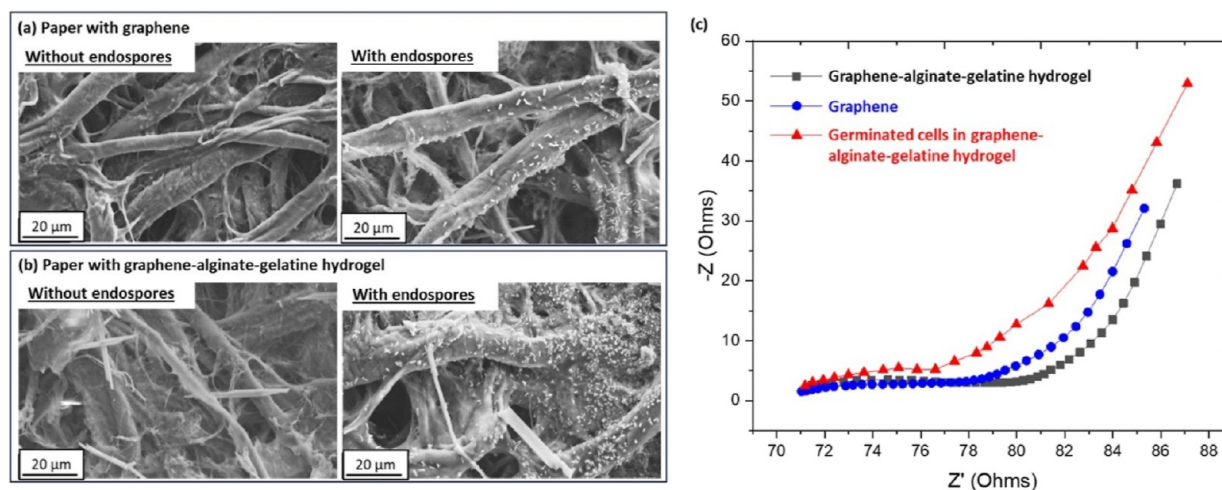 (a) Paper with graphene
Without endospores
With endospores
20 µm
20 µm
(b) Paper with graphene-alginate-gelatine hydrogel
Without endospores
With endospores
20 µm
20 µm
(c)
60
50
40
30
20
10
0
-Z (Ohms)
Graphene-alginate-gelatine hydrogel
Graphene
Germinated cells in graphene-
alginate-gelatine hydrogel
70 72 74 76 78 80 82 84 86 88
Z' (Ohms)